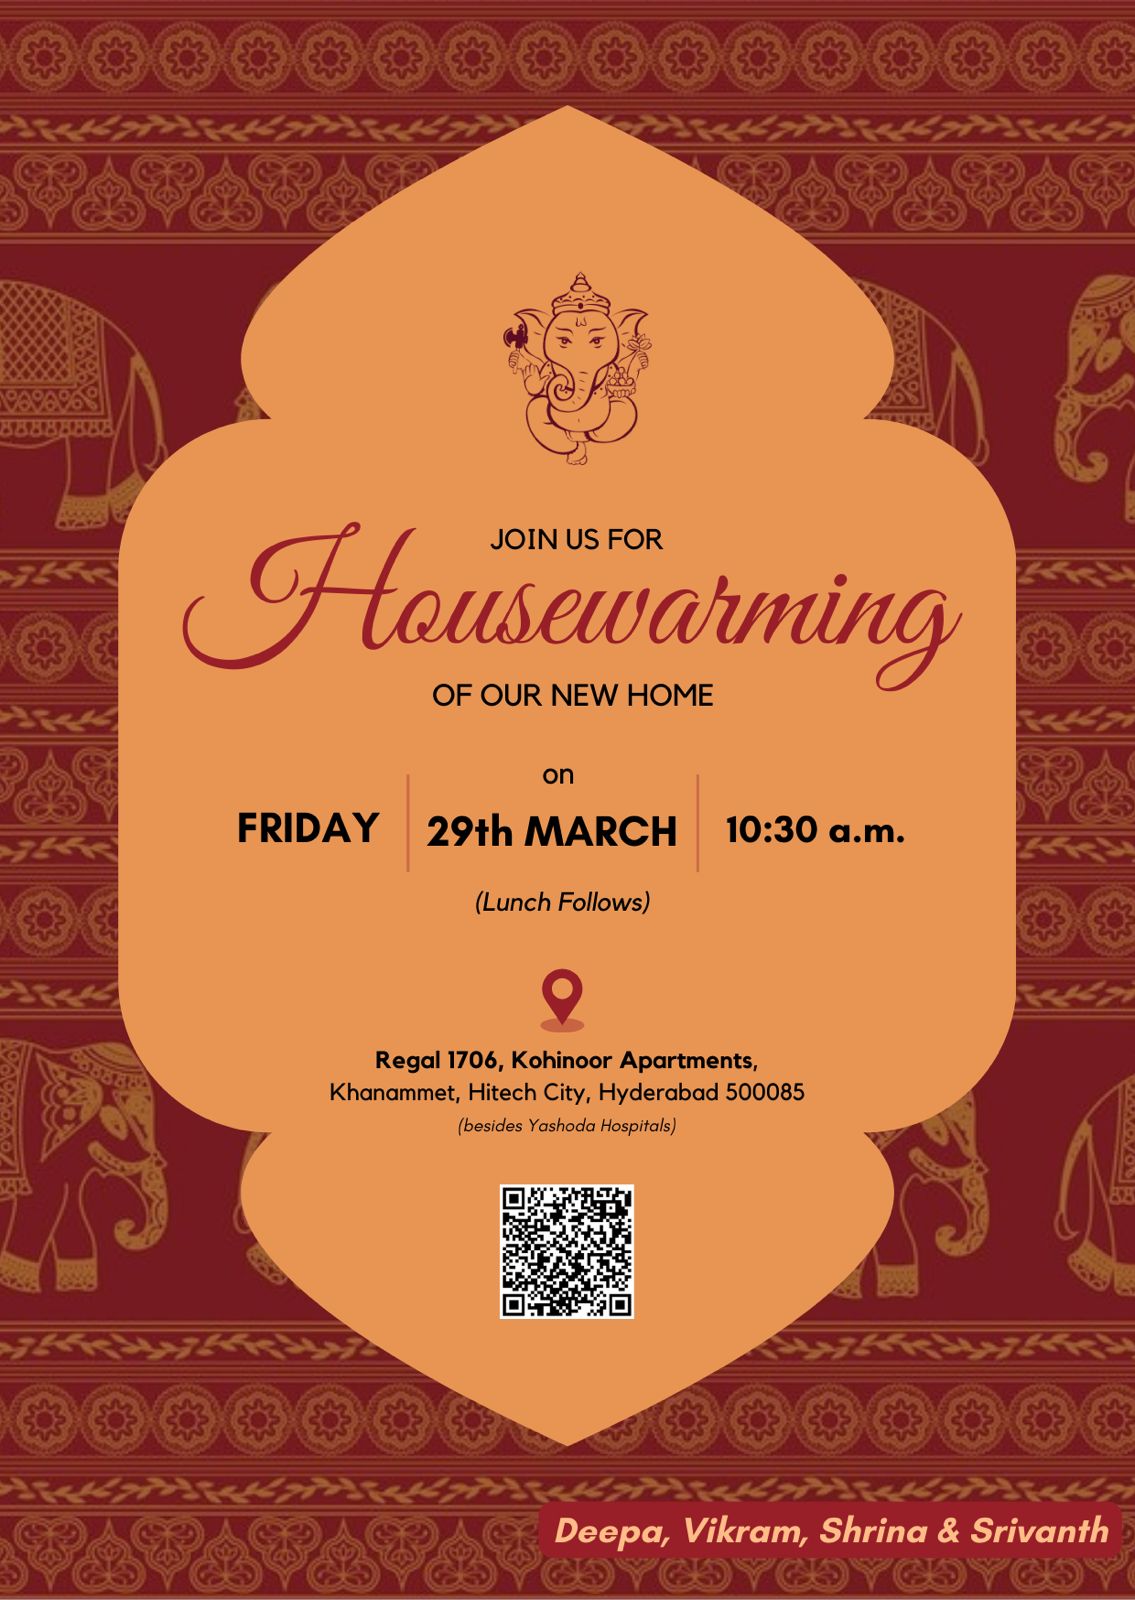 JOIN US FOR
Housewarming
OF OUR NEW HOME
on
FRIDAY 29th MARCH 10:30 a.m.
(Lunch Follows)
Regal 1706, Kohinoor Apartments,
Khanammet, Hitech City, Hyderabad 500085
(besides Yashoda Hospitals)
Deepa, Vikram, Shrina & Srivanth